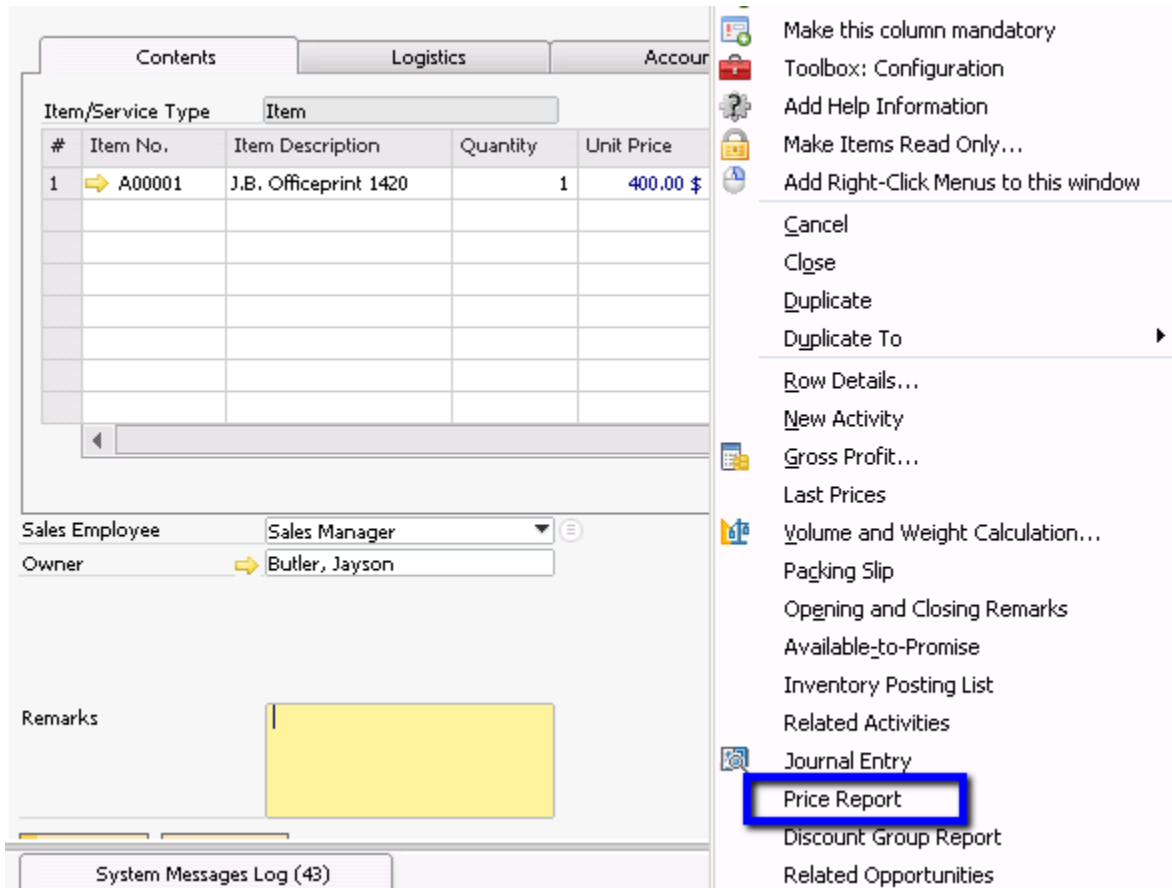 Contents Logistics Accoun
Item/Service Type Item
# Item No. Item Description Quantity Unit Price
1 A00001 J.B. Officeprint 1420 1 400.00 $
Sales Employee Sales Manager
Owner Butler, Jayson
Remarks
System Messages Log (43)
Make this column mandatory
Toolbox: Configuration
Add Help Information
Make Items Read Only...
Add Right-Click Menus to this window
Cancel
Close
Duplicate
Duplicate To
Row Details...
New Activity
Gross Profit...
Last Prices
Volume and Weight Calculation...
Packing Slip
Opening and Closing Remarks
Available-to-Promise
Inventory Posting List
Related Activities
Journal Entry
Price Report
Discount Group Report
Related Opportunities